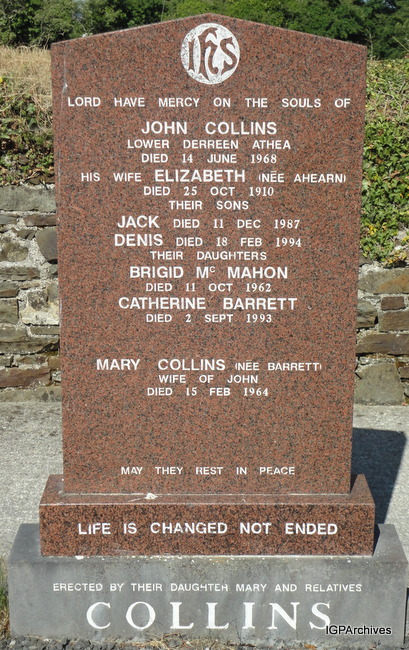 IHS
LORD HAVE MERCY ON THE SOULS OF
JOHN COLLINS
LOWER DERREEN ATHEA
DIED 14 JUNE 1968
HIS WIFE ELIZABETH (NÉE AHEARN)
DIED 25 OCT 1910
THEIR SONS
JACK DIED 11 DEC 1987
DENIS DIED 18 FEB 1994
THEIR DAUGHTERS
BRIGID Mc MAHON
DIED 11 OCT 1962
CATHERINE BARRETT
DIED 2 SEPT 1993
MARY COLLINS (NÉE BARRETT)
WIFE OF JOHN
DIED 15 FEB 1964
MAY THEY REST IN PEACE
LIFE IS CHANGED NOT ENDED
ERECTED BY THEIR DAUGHTER MARY AND RELATIVES
COLLINS
IGPArchives